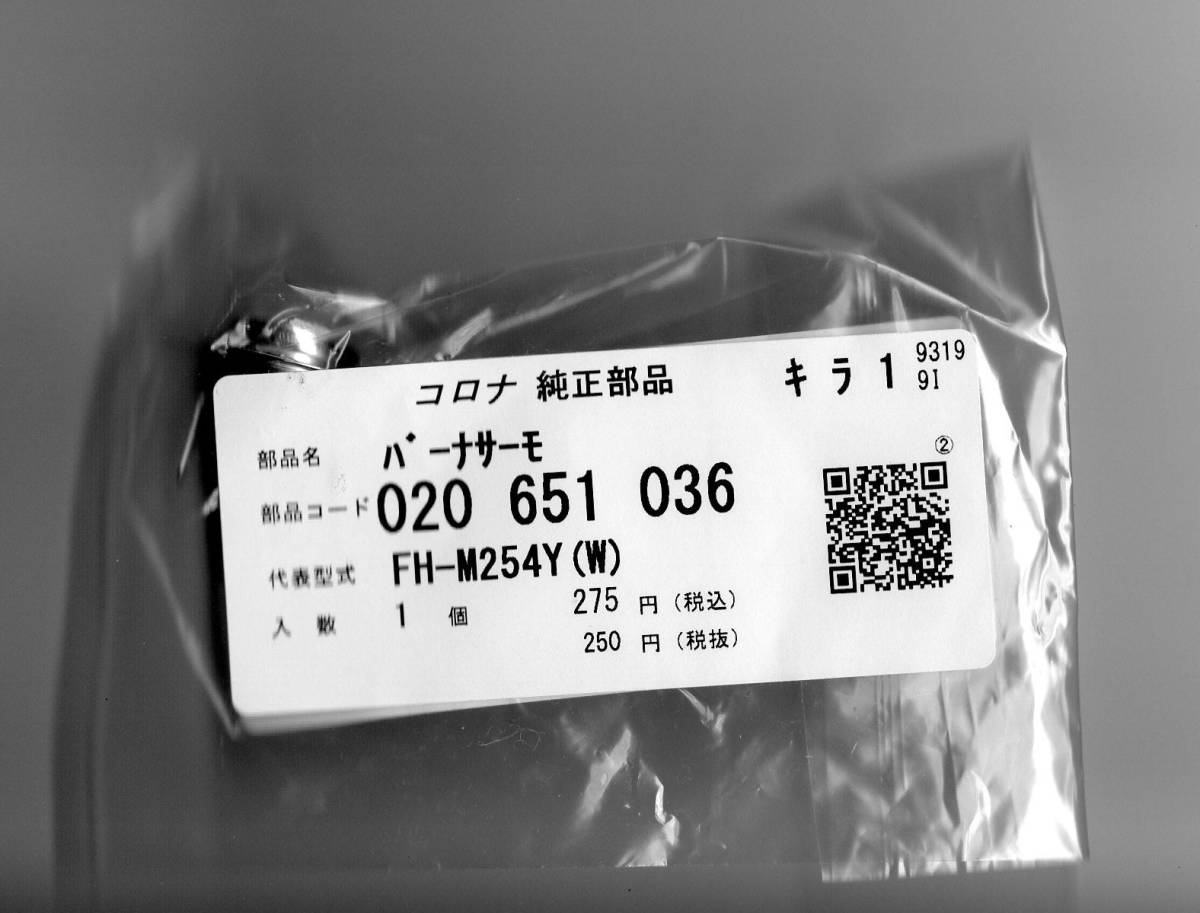 コロナ 純正部品
キラ1
9319
9I
部品名 バーナサーモ
②
部品コード 020 651 036
代表型式 FH-M254Y(W)
入数 1 個 275 円 (税込)
250 円 (税抜)